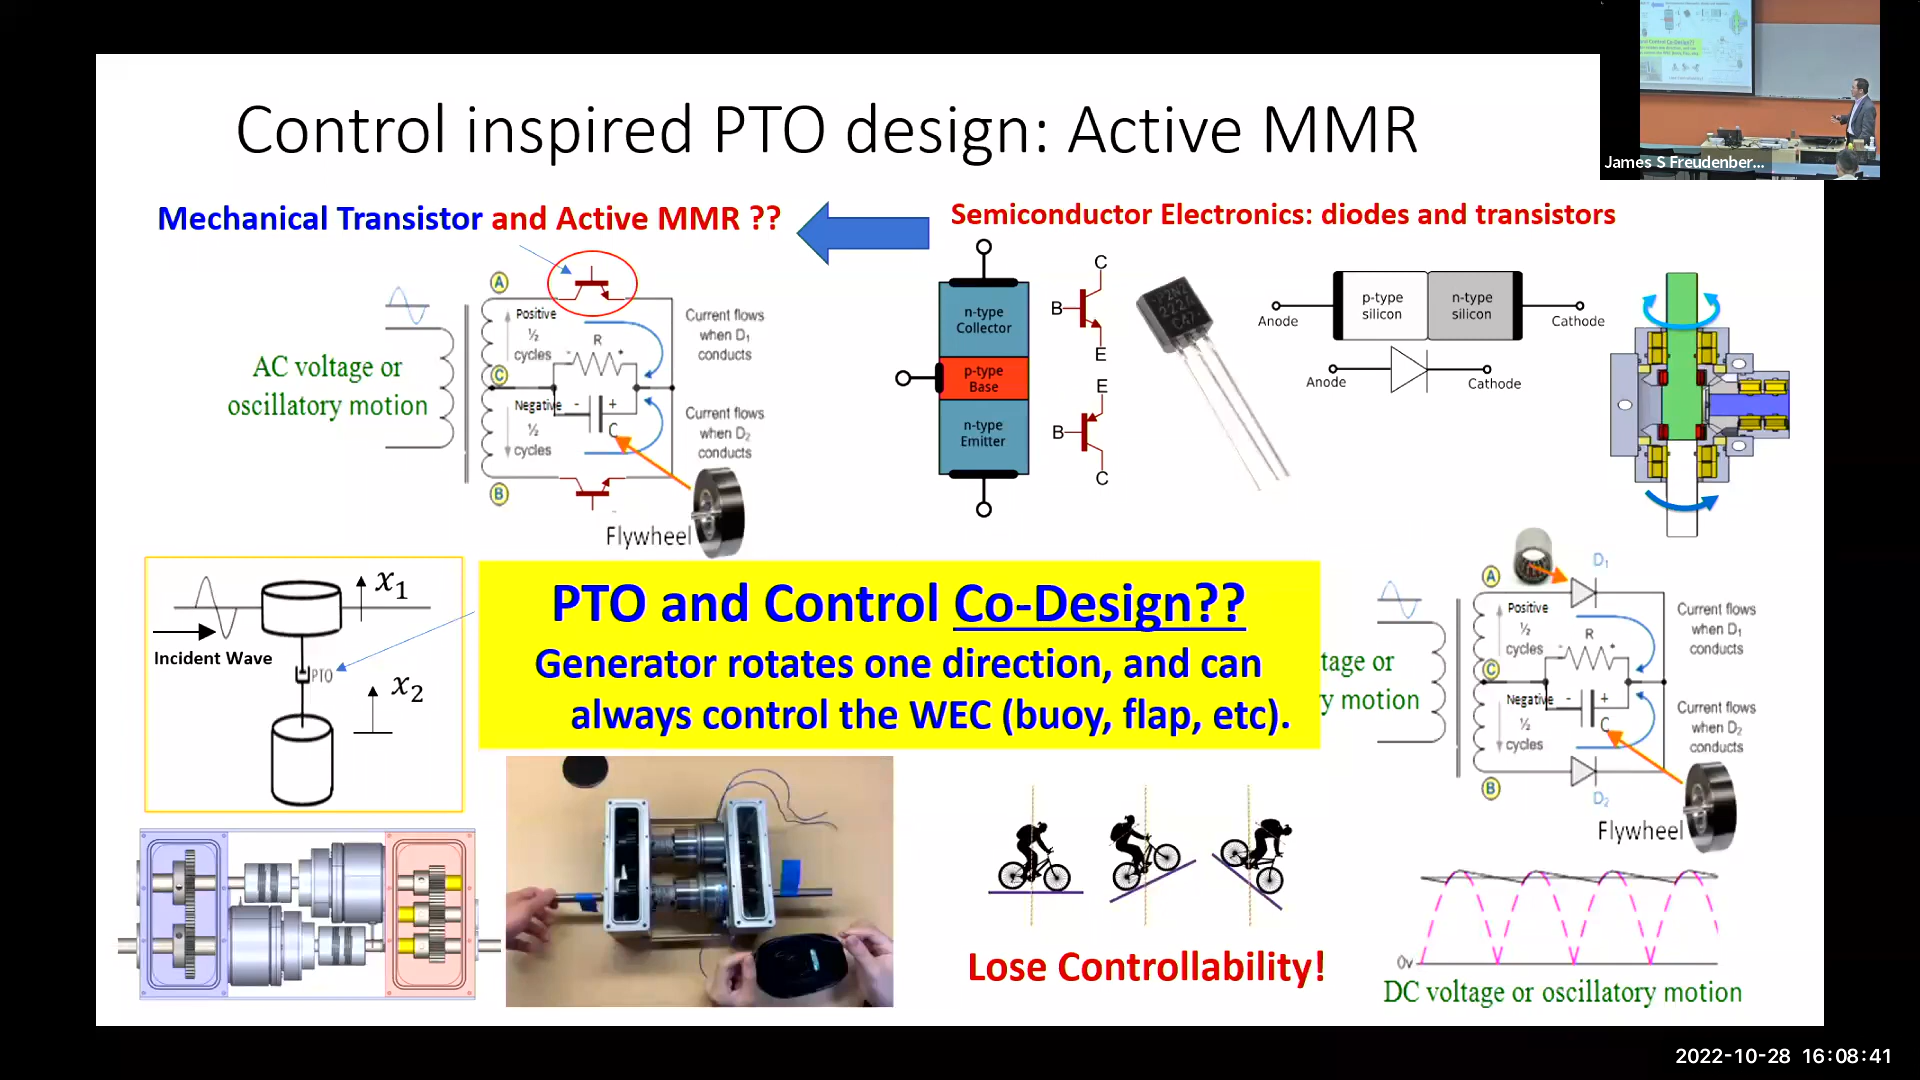 Control inspired PTO design: Active MMR
James S Freudenber...
Mechanical Transistor and Active MMR ??
Semiconductor Electronics: diodes and transistors
A
Positive
½
cycles
C
Negative
½
cycles
B
R
- +
- +
C
Current flows
when D1
conducts
Current flows
when D2
conducts
AC voltage or
oscillatory motion
Flywheel
n-type
Collector
p-type
Base
n-type
Emitter
C
B
E
E
B
C
p-type
silicon
n-type
silicon
Anode
Cathode
Anode
Cathode
x1
Incident Wave
PTO
x2
PTO and Control Co-Design??
Generator rotates one direction, and can
always control the WEC (buoy, flap, etc).
tage or
y motion
D1
A
Positive
½
cycles
C
Negative
½
cycles
B
R
- +
C
D2
Current flows
when D1
conducts
Current flows
when D2
conducts
Flywheel
Lose Controllability!
0v
DC voltage or oscillatory motion
2022-10-28 16:08:41